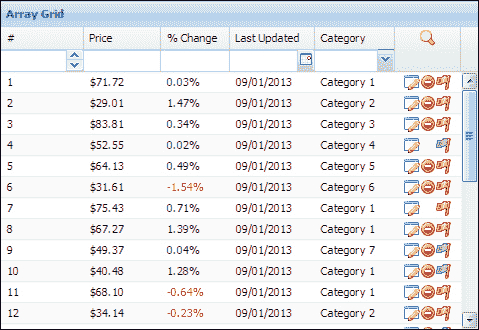 Array Grid
# Price % Change Last Updated Category
1 $71.72 0.03% 09/01/2013 Category 1
2 $29.01 1.47% 09/01/2013 Category 2
3 $83.81 0.34% 09/01/2013 Category 3
4 $52.55 0.02% 09/01/2013 Category 4
5 $64.13 0.49% 09/01/2013 Category 5
6 $31.61 -1.54% 09/01/2013 Category 6
7 $75.43 0.71% 09/01/2013 Category 1
8 $67.27 1.39% 09/01/2013 Category 1
9 $49.37 0.04% 09/01/2013 Category 7
10 $40.48 1.28% 09/01/2013 Category 1
11 $68.10 -0.64% 09/01/2013 Category 1
12 $34.14 -0.23% 09/01/2013 Category 2